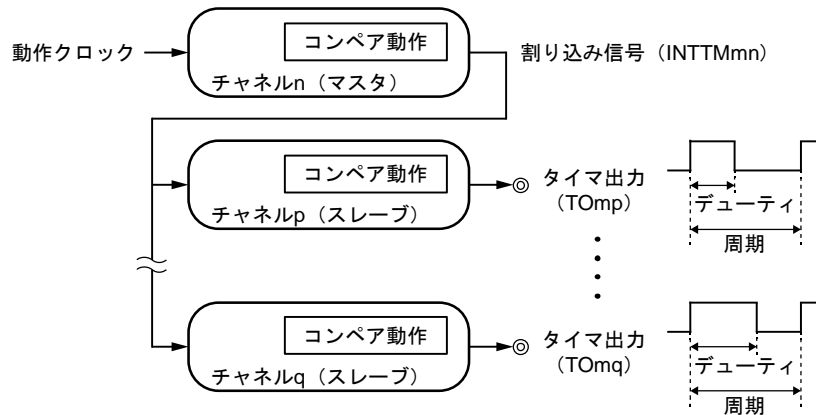 コンペア動作
動作クロック
割り込み信号（INTTMmn）
チャネルn（マスタ）
コンペア動作
タイマ出力
（TOmp）
チャネルp（スレーブ）
デューティ
周期
コンペア動作
タイマ出力
（TOmq）
チャネルq（スレーブ）
デューティ
周期